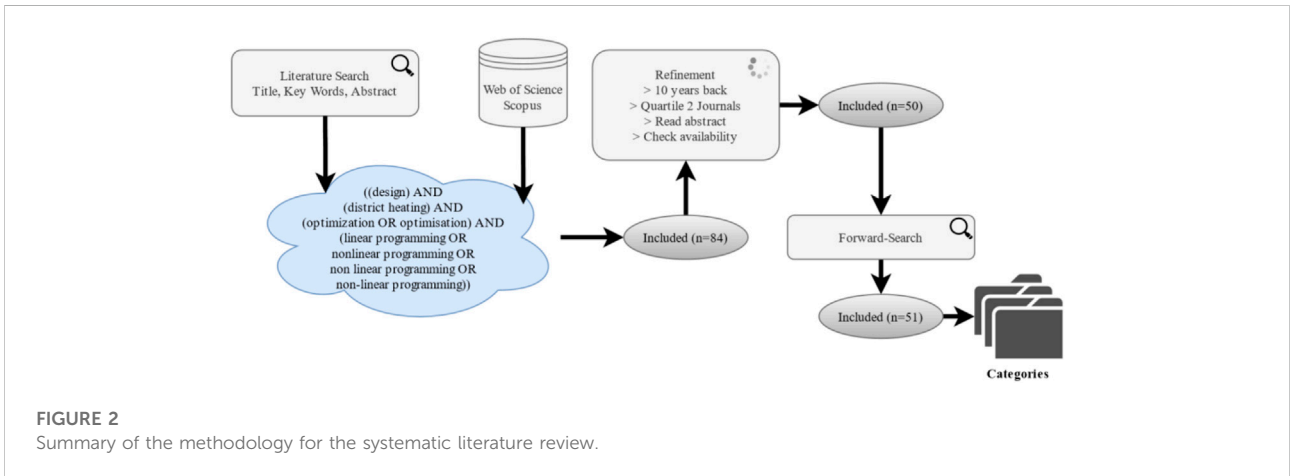 Literature Search
Title, Key Words, Abstract
Web of Science
Scopus
((design) AND
(district heating) AND
(optimization OR optimisation) AND
(linear programming OR
nonlinear programming OR
non linear programming OR
non-linear programming))
Included (n=84)
Refinement
> 10 years back
> Quartile 2 Journals
> Read abstract
> Check availability
Included (n=50)
Forward-Search
Included (n=51)
Categories
FIGURE 2
Summary of the methodology for the systematic literature review.